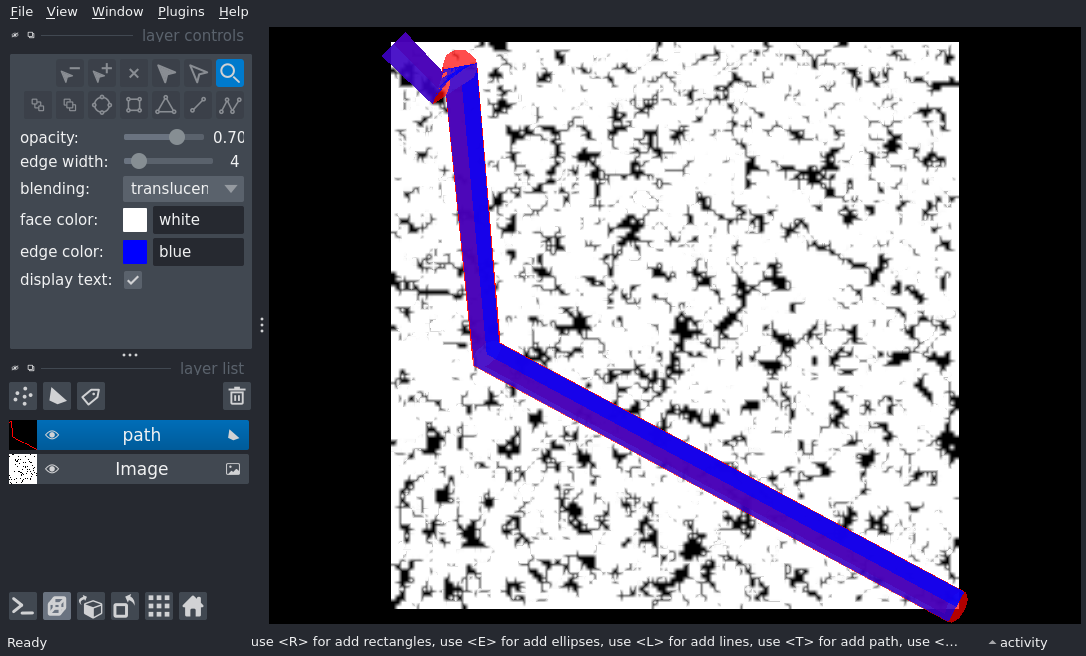 File View Window Plugins Help
layer controls
opacity: 0.70
edge width: 4
blending: translucen
face color: white
edge color: blue
display text:
layer list
path
Image
Ready
use <R> for add rectangles, use <E> for add ellipses, use <L> for add lines, use <T> for add path, use <...
activity